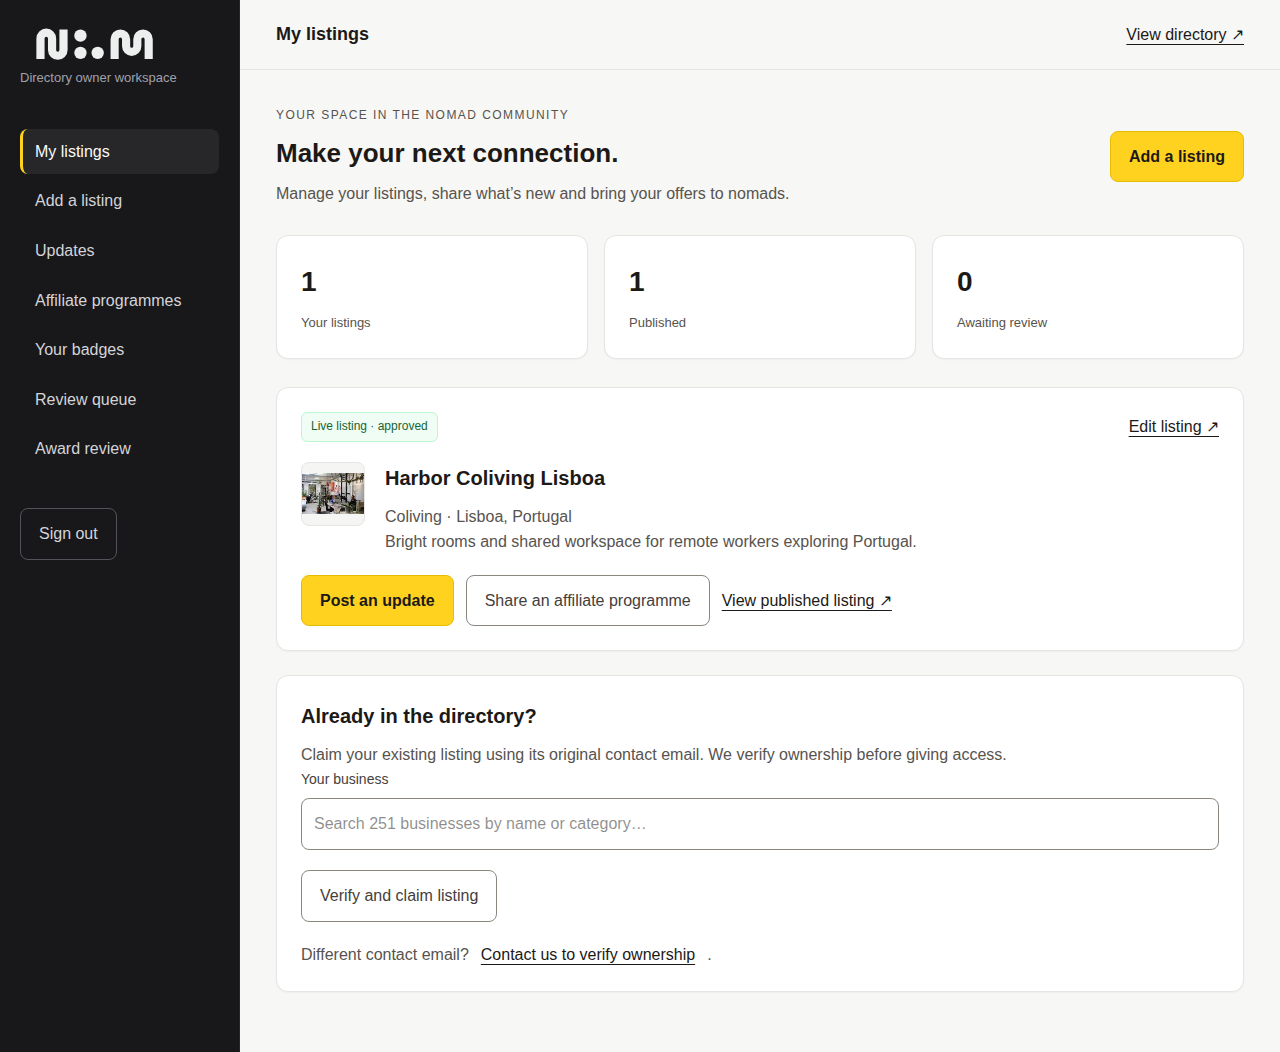 Directory owner workspace
My listings
Add a listing
Updates
Affiliate programmes
Your badges
Review queue
Award review
Sign out
My listings
View directory ↗
YOUR SPACE IN THE NOMAD COMMUNITY
Make your next connection.
Manage your listings, share what’s new and bring your offers to nomads.
Add a listing
1
Your listings
1
Published
0
Awaiting review
Live listing · approved
Edit listing ↗
Harbor Coliving Lisboa
Coliving · Lisboa, Portugal
Bright rooms and shared workspace for remote workers exploring Portugal.
Post an update
Share an affiliate programme
View published listing ↗
Already in the directory?
Claim your existing listing using its original contact email. We verify ownership before giving access.
Your business
Search 251 businesses by name or category…
Verify and claim listing
Different contact email? Contact us to verify ownership .